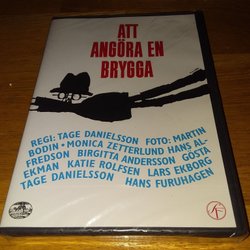 ATT
ANGÖRA EN
BRYGGA
REGI: TAGE DANIELSSON FOTO: MARTIN
BODIN · MONICA ZETTERLUND HANS AL-
FREDSON BIRGITTA ANDERSSON GÖSTA
EKMAN KATIE ROLFSEN LARS EKBORG
TAGE DANIELSSON HANS FURUHAGEN
SF